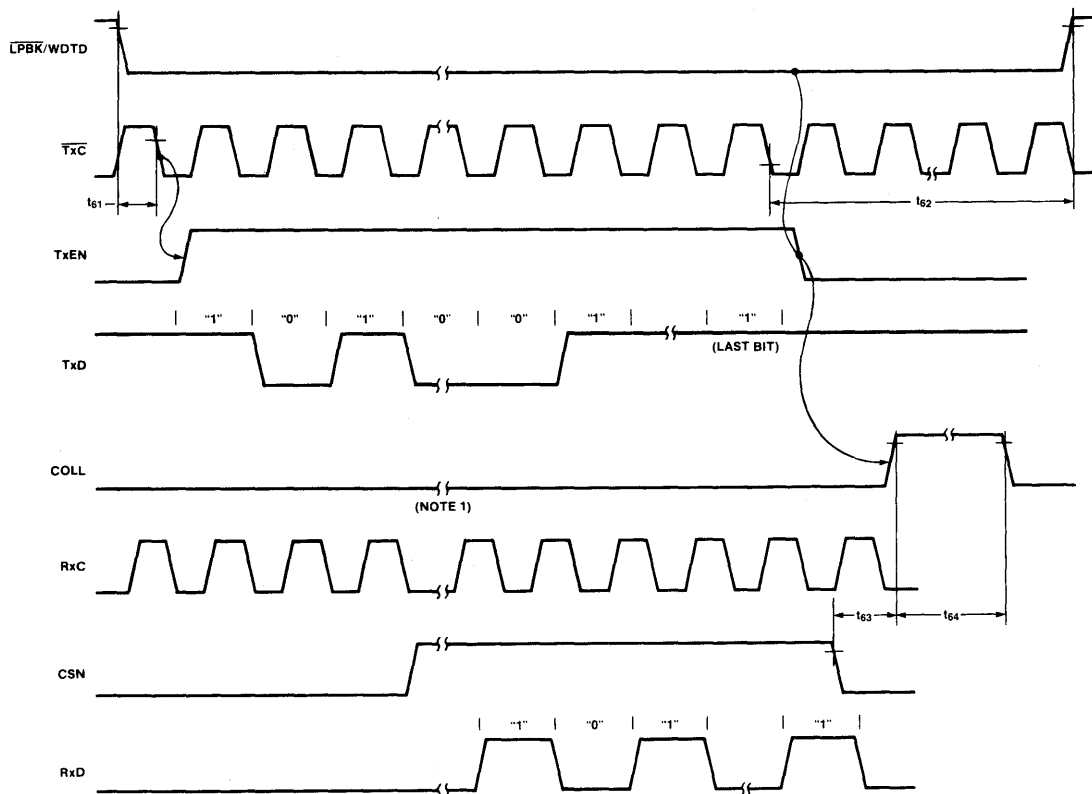 LPBK/WDTD
TxC
t61
t62
TxEN
"1" "0" "1" "0" "0" "1" "1"
(LAST BIT)
TxD
COLL
(NOTE 1)
RxC
t63 t64
CSN
"1" "0" "1" "1"
RxD